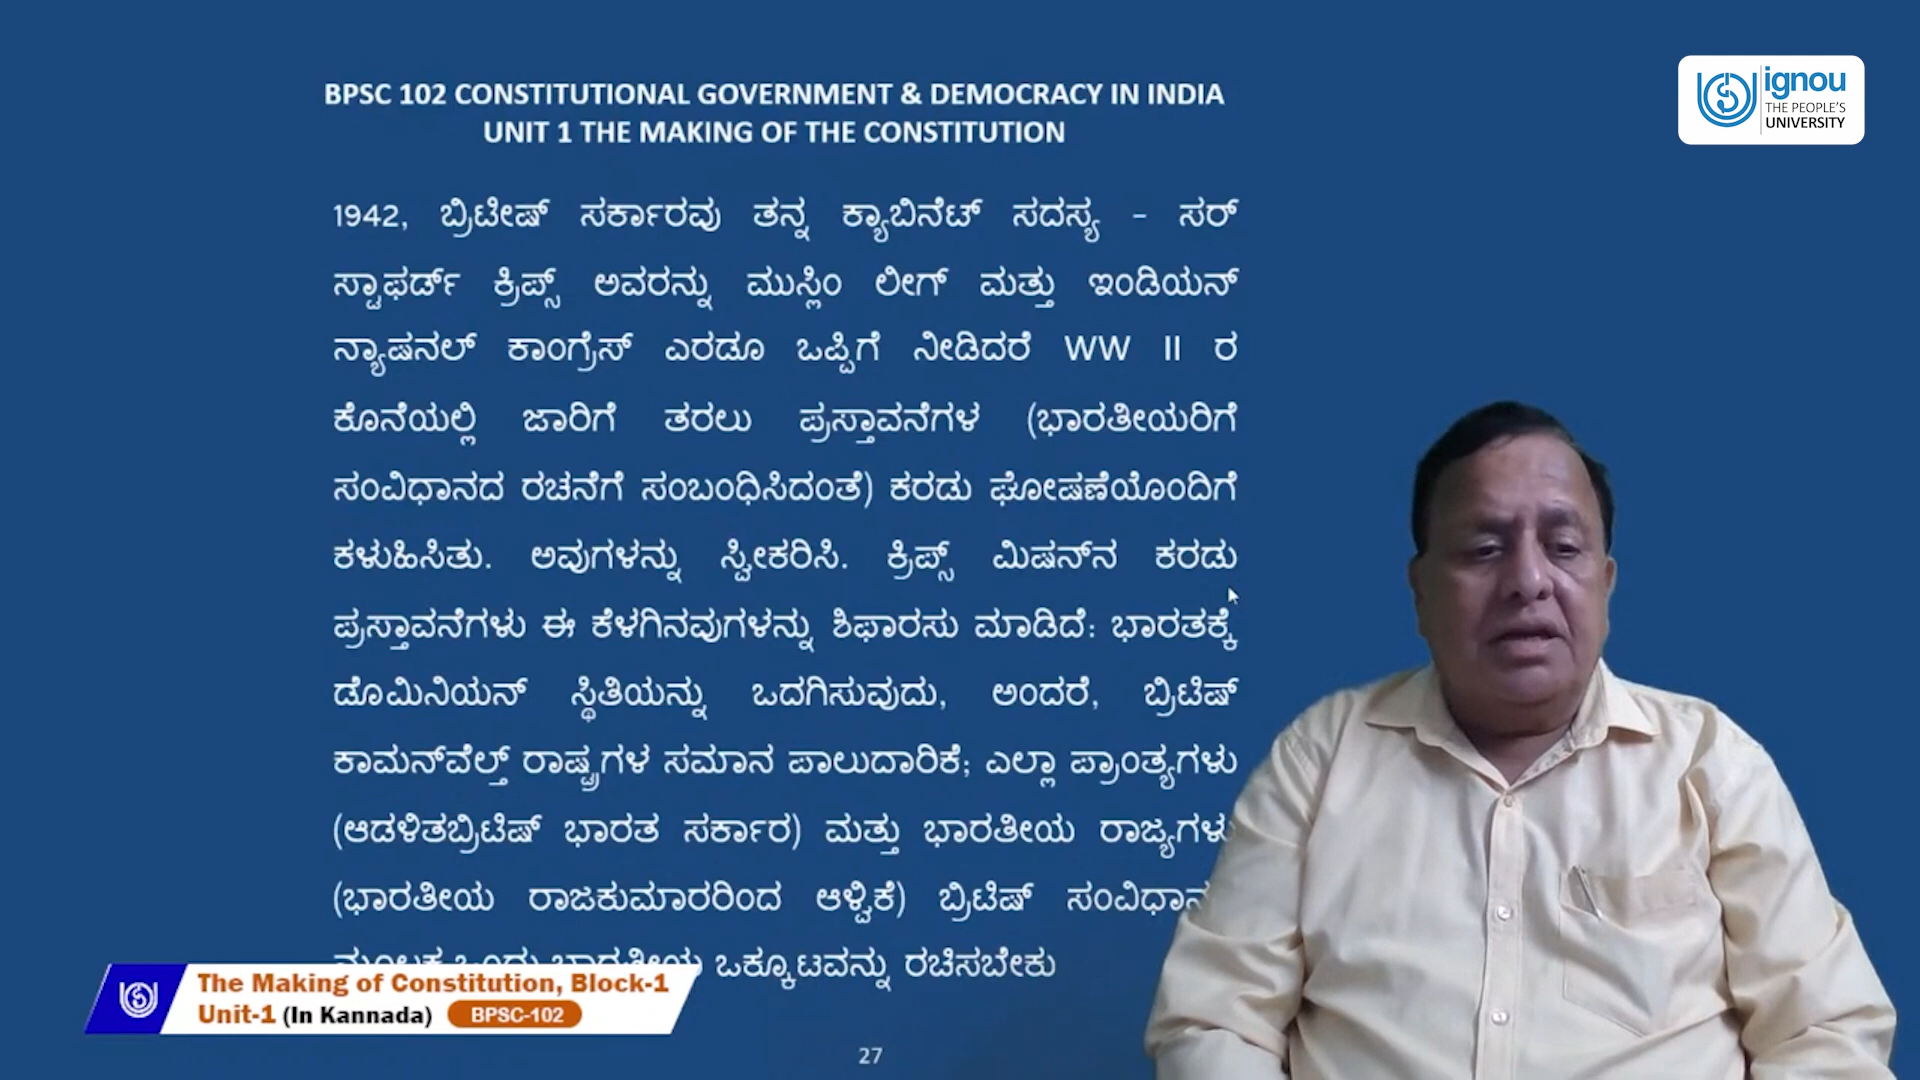 BPSC 102 CONSTITUTIONAL GOVERNMENT & DEMOCRACY IN INDIA
UNIT 1 THE MAKING OF THE CONSTITUTION
ignou
THE PEOPLE'S
UNIVERSITY
1942, ಬ್ರಿಟೀಷ್ ಸರ್ಕಾರವು ತನ್ನ ಕ್ಯಾಬಿನೆಟ್ ಸದಸ್ಯ – ಸರ್
ಸ್ಟಾಫರ್ಡ್ ಕ್ರಿಪ್ಸ್ ಅವರನ್ನು ಮುಸ್ಲಿಂ ಲೀಗ್ ಮತ್ತು ಇಂಡಿಯನ್
ನ್ಯಾಷನಲ್ ಕಾಂಗ್ರೆಸ್ ಎರಡೂ ಒಪ್ಪಿಗೆ ನೀಡಿದರೆ WW II ರ
ಕೊನೆಯಲ್ಲಿ ಜಾರಿಗೆ ತರಲು ಪ್ರಸ್ತಾವನೆಗಳ (ಭಾರತೀಯರಿಗೆ
ಸಂವಿಧಾನದ ರಚನೆಗೆ ಸಂಬಂಧಿಸಿದಂತೆ) ಕರಡು ಘೋಷಣೆಯೊಂದಿಗೆ
ಕಳುಹಿಸಿತು. ಅವುಗಳನ್ನು ಸ್ವೀಕರಿಸಿ. ಕ್ರಿಪ್ಸ್ ಮಿಷನ್‌ನ ಕರಡು
ಪ್ರಸ್ತಾವನೆಗಳು ಈ ಕೆಳಗಿನವುಗಳನ್ನು ಶಿಫಾರಸು ಮಾಡಿದೆ: ಭಾರತಕ್ಕೆ
ಡೊಮಿನಿಯನ್ ಸ್ಥಿತಿಯನ್ನು ಒದಗಿಸುವುದು, ಅಂದರೆ, ಬ್ರಿಟಿಷ್
ಕಾಮನ್‌ವೆಲ್ತ್ ರಾಷ್ಟ್ರಗಳ ಸಮಾನ ಪಾಲುದಾರಿಕೆ; ಎಲ್ಲಾ ಪ್ರಾಂತ್ಯಗಳು
(ಆಡಳಿತಬ್ರಿಟಿಷ್ ಭಾರತ ಸರ್ಕಾರ) ಮತ್ತು ಭಾರತೀಯ ರಾಜ್ಯಗಳು
(ಭಾರತೀಯ ರಾಜಕುಮಾರರಿಂದ ಆಳ್ವಿಕೆ) ಬ್ರಿಟಿಷ್
ಒಕ್ಕೂಟವನ್ನು ರಚಿಸಬೇಕು
The Making of Constitution, Block-1
Unit-1 (In Kannada) BPSC-102
27